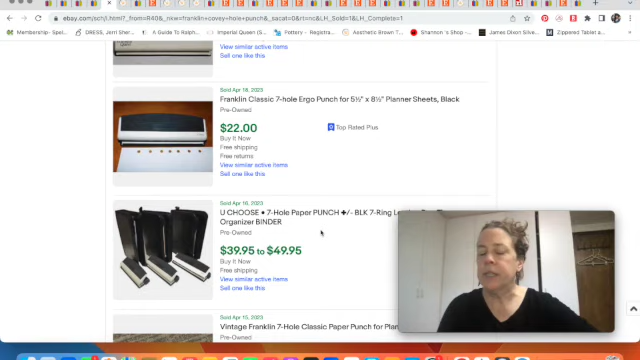 ebay.com/sch/i.html?_from=R40&_nkw=franklin+covey+hole+punch&_sacat=0&rt=nc&LH_Sold=1&LH_Complete=1
Membership - Spel...
DRESS, Jerri Sherr...
A Guide To Ralph...
Imperial Queen (S...
Pottery - Registra...
Aesthetic Brown T...
Shannon 's Shop
James Dixon Silver...
Zippered Tablet a...
View similar active items
Sell one like this
Sold Apr 18, 2023
Franklin Classic 7-hole Ergo Punch for 5½" x 8½" Planner Sheets, Black
Pre-Owned
$22.00
Top Rated Plus
Buy It Now
Free shipping
Free returns
View similar active items
Sell one like this
Sold Apr 16, 2023
U CHOOSE • 7-Hole Paper PUNCH ✚/- BLK 7-Ring
Organizer BINDER
Pre-Owned
$39.95 to $49.95
Buy It Now
Free shipping
View similar active items
Sell one like this
Sold Apr 15, 2023
Vintage Franklin 7-Hole Classic Paper Punch for